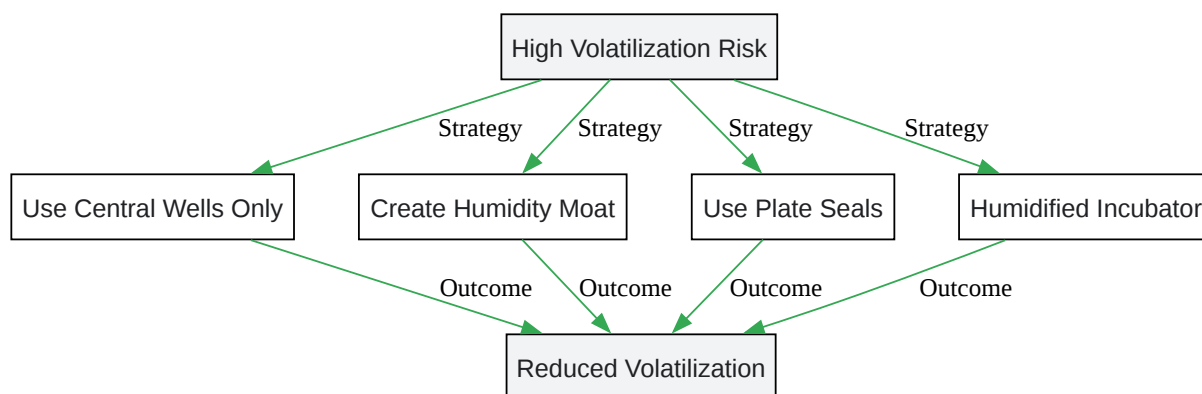 High Volatilization Risk
Strategy Strategy Strategy Strategy
Use Central Wells Only
Create Humidity Moat
Use Plate Seals
Humidified Incubator
Outcome Outcome Outcome Outcome
Reduced Volatilization